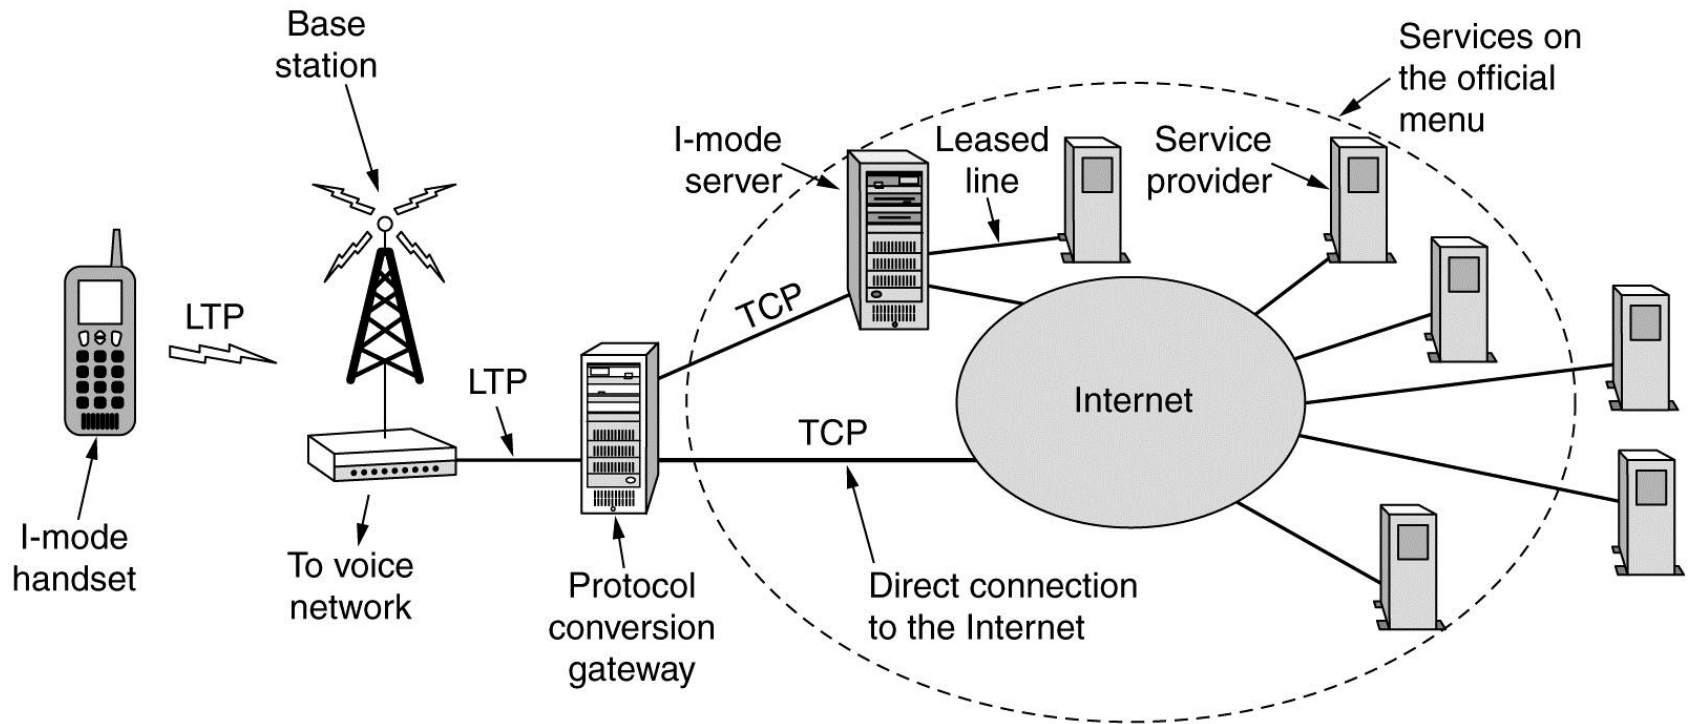 Base
station
Services on
the official
menu
I-mode
server
Leased
line
Service
provider
LTP
TCP
LTP
Internet
TCP
I-mode
handset
To voice
network
Protocol
conversion
gateway
Direct connection
to the Internet